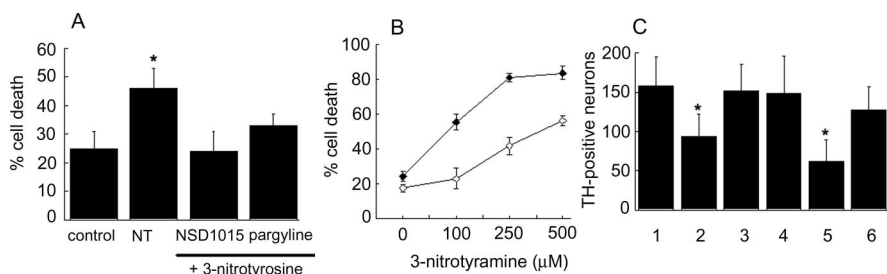 A
% cell death
60
50
40
30
20
10
0
*
control NT NSD1015 pargyline
+ 3-nitrotyrosine
B
% cell death
100
80
60
40
20
0
0 100 250 500
3-nitrotyramine (μM)
C
TH-positive neurons
200
150
100
50
0
*
*
1 2 3 4 5 6